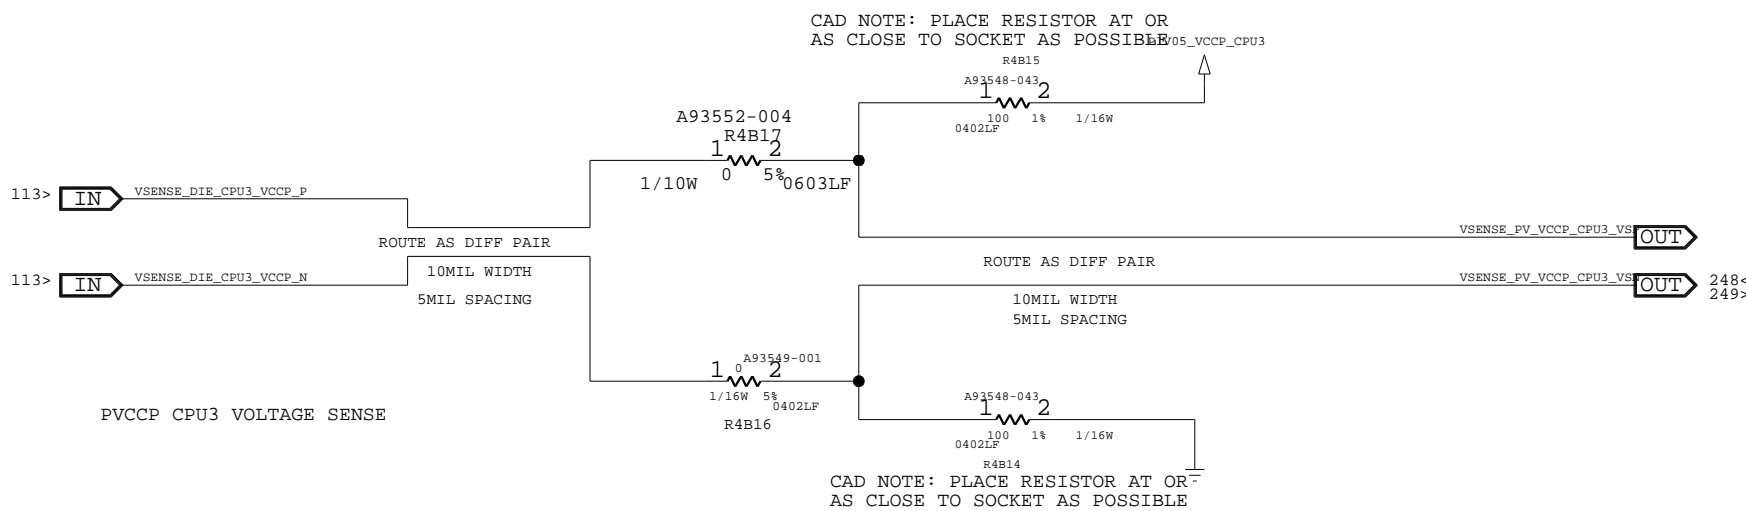 CAD NOTE: PLACE RESISTOR AT OR
AS CLOSE TO SOCKET AS POSSIBLE
R4B15
A93548-043
1 2
100 1% 1/16W
0402LF
A93552-004
R4B17
1 2
0 5%
1/10W 0603LF
113> IN VSENSE_DIE_CPU3_VCCP_P
ROUTE AS DIFF PAIR
10MIL WIDTH
5MIL SPACING
113> IN VSENSE_DIE_CPU3_VCCP_N
VSENSE_PV_VCCP_CPU3_VS OUT
ROUTE AS DIFF PAIR
VSENSE_PV_VCCP_CPU3_VS OUT 248<
249>
10MIL WIDTH
5MIL SPACING
A93549-001
1 0 2
1/16W 5%
0402LF
R4B16
PVCCP CPU3 VOLTAGE SENSE
A93548-043
1 2
100 1% 1/16W
0402LF
R4B14
CAD NOTE: PLACE RESISTOR AT OR
AS CLOSE TO SOCKET AS POSSIBLE